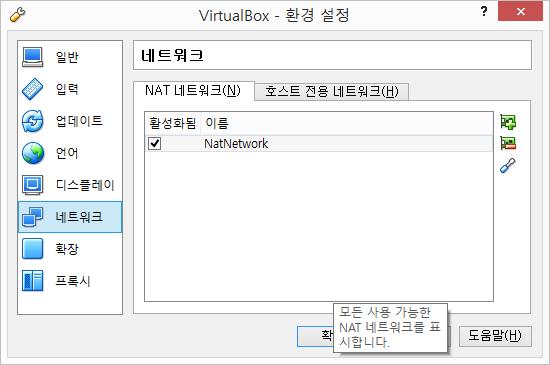 VirtualBox - 환경 설정
일반
입력
업데이트
언어
디스플레이
네트워크
확장
프록시
네트워크
NAT 네트워크(N) 호스트 전용 네트워크(H)
활성화됨 이름
NatNetwork
모든 사용 가능한
NAT 네트워크를 표
시합니다.
도움말(H)